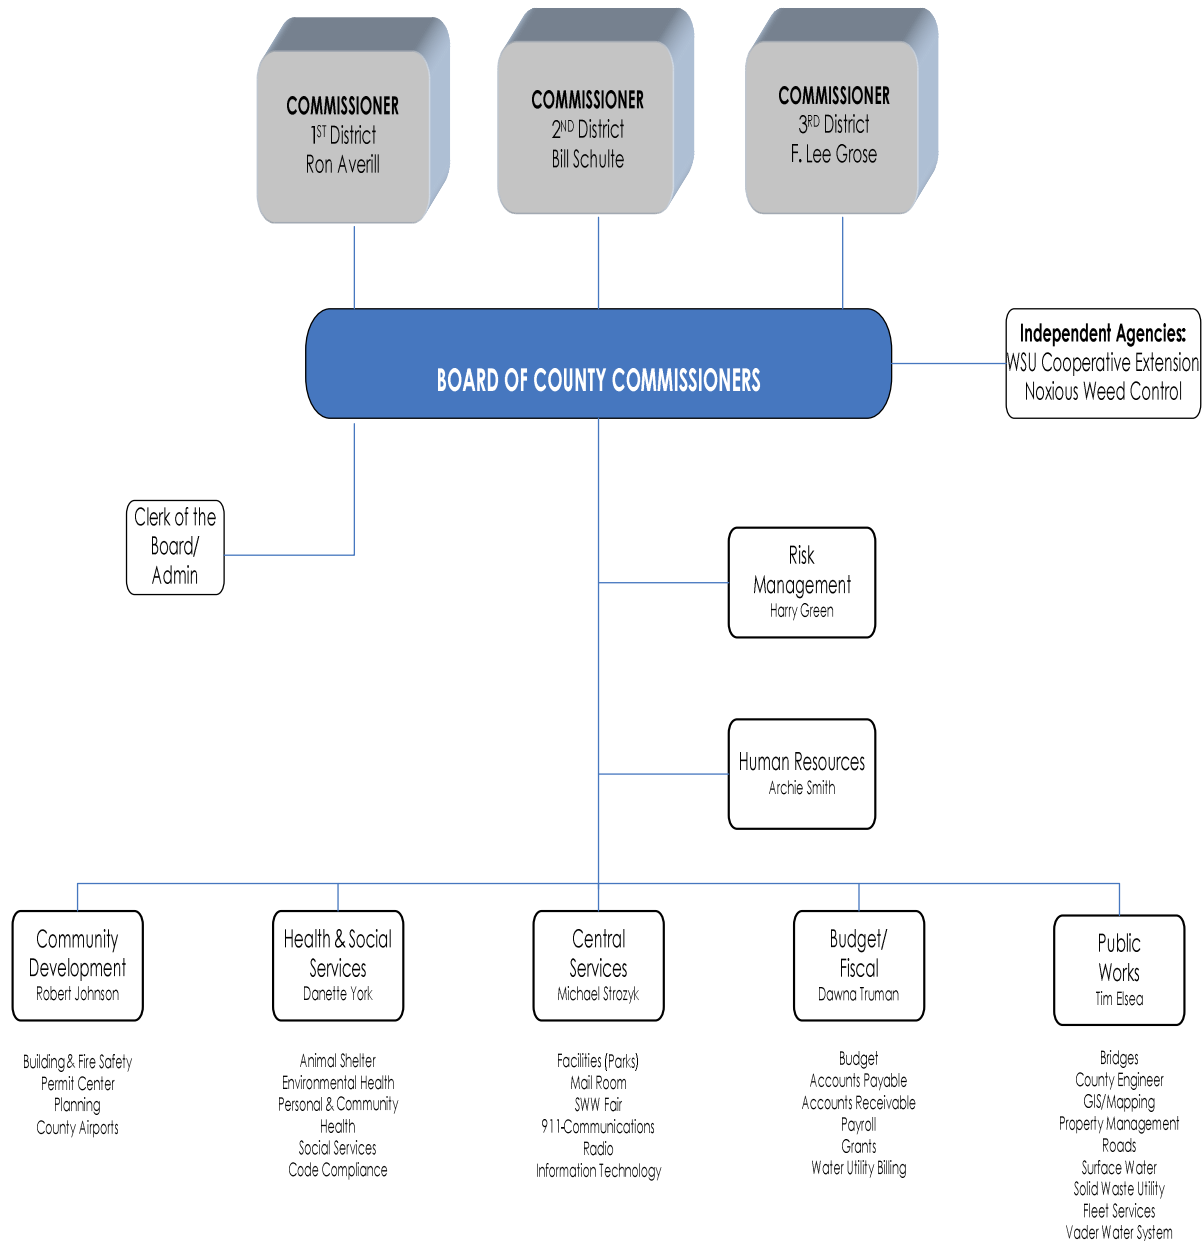 COMMISSIONER
1ST District
Ron Averill
COMMISSIONER
2ND District
Bill Schulte
COMMISSIONER
3RD District
F. Lee Grose
BOARD OF COUNTY COMMISSIONERS
Independent Agencies:
WSU Cooperative Extension
Noxious Weed Control
Clerk of the
Board/
Admin
Risk
Management
Harry Green
Human Resources
Archie Smith
Community
Development
Robert Johnson
Building & Fire Safety
Permit Center
Planning
County Airports
Health & Social
Services
Danette York
Animal Shelter
Environmental Health
Personal & Community
Health
Social Services
Code Compliance
Central
Services
Michael Strozyk
Facilities (Parks)
Mail Room
SWW Fair
911-Communications
Radio
Information Technology
Budget/
Fiscal
Dawna Truman
Budget
Accounts Payable
Accounts Receivable
Payroll
Grants
Water Utility Billing
Public
Works
Tim Elsea
Bridges
County Engineer
GIS/Mapping
Property Management
Roads
Surface Water
Solid Waste Utility
Fleet Services
Vader Water System